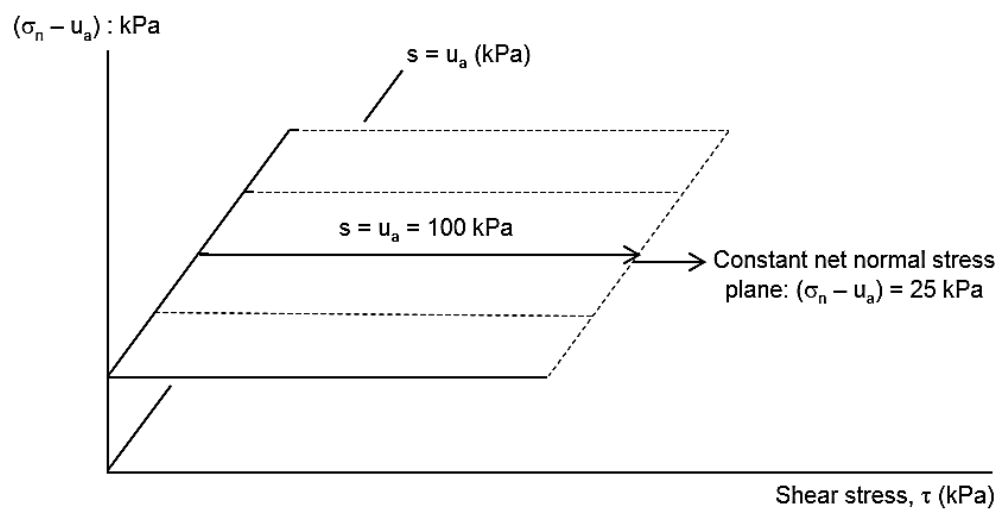 (σn – ua) : kPa
s = ua (kPa)
s = ua = 100 kPa
Constant net normal stress
plane: (σn – ua) = 25 kPa
Shear stress, τ (kPa)